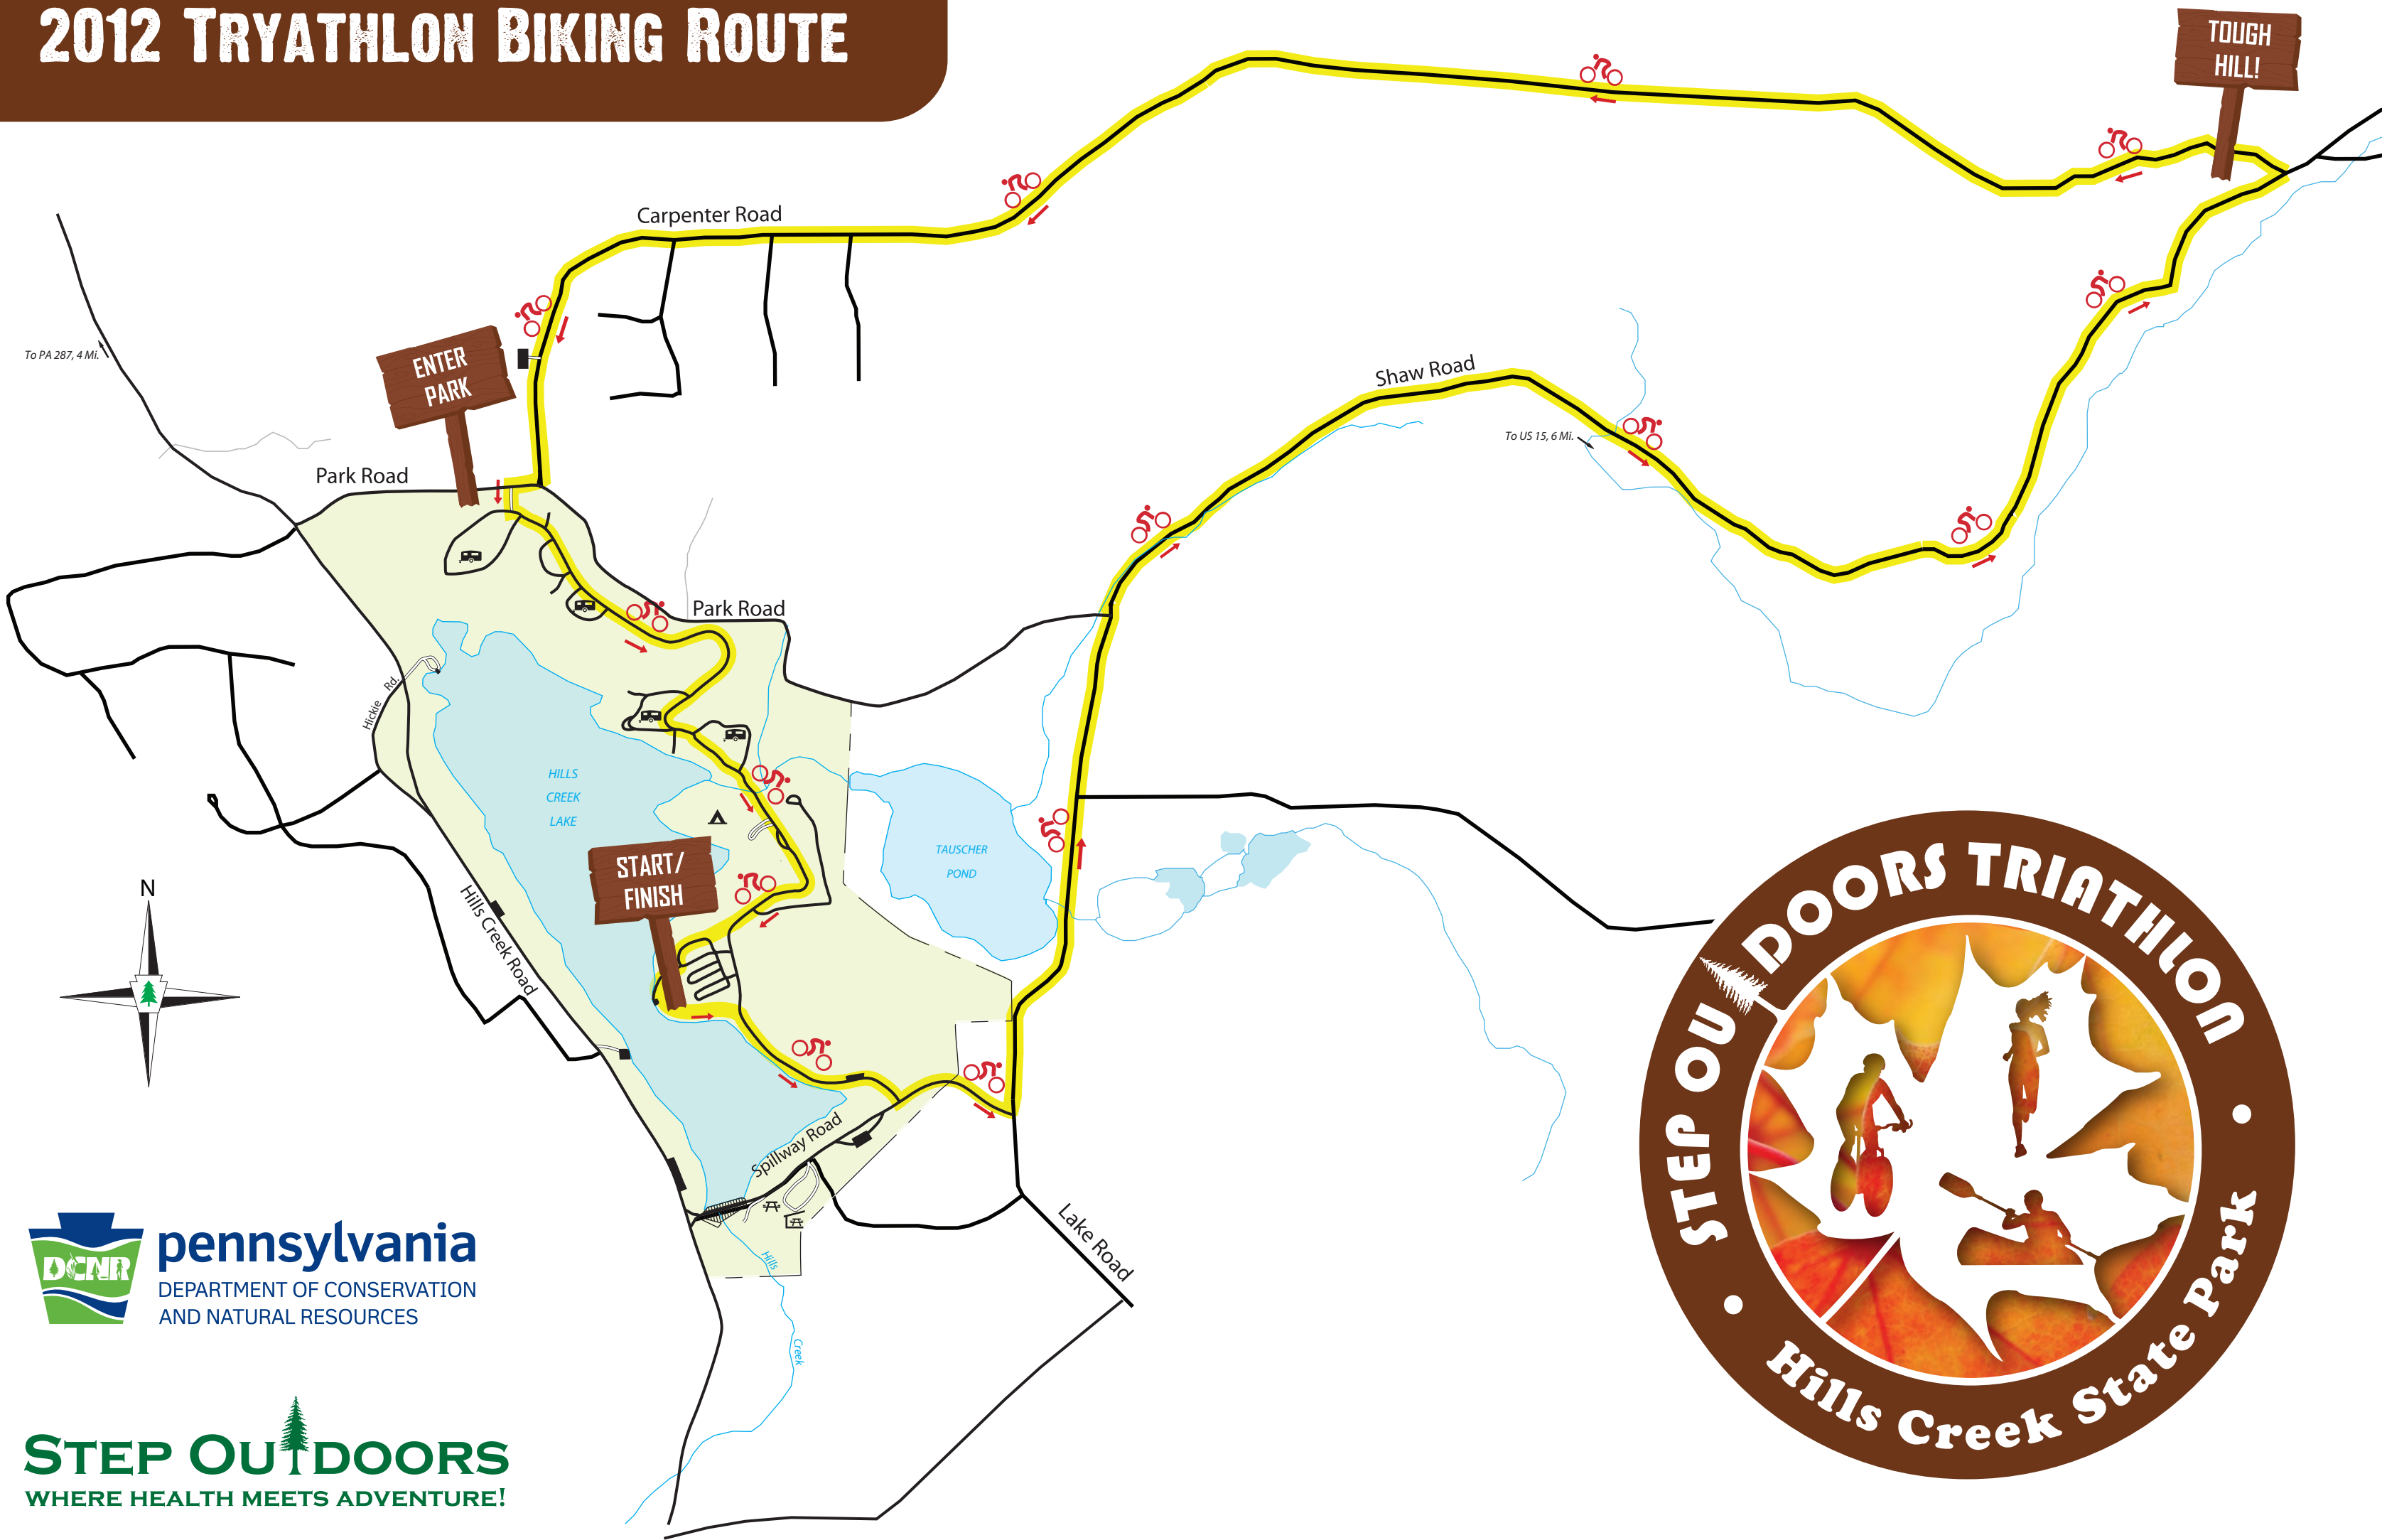 2012 TRYATHLON BIKING ROUTE
TOUGH
HILL!
Carpenter Road
To PA 287, 4 Mi.
ENTER
PARK
Shaw Road
To US 15, 6 Mi.
Park Road
Park Road
Hickie Rd.
HILLS
CREEK
LAKE
TAUSCHER
POND
START/
FINISH
N
Hills Creek Road
Spillway Road
Lake Road
Hills
Creek
STEP OUTDOORS TRIATHLON
Hills Creek State Park
DCNR
pennsylvania
DEPARTMENT OF CONSERVATION
AND NATURAL RESOURCES
STEP OUTDOORS
WHERE HEALTH MEETS ADVENTURE!